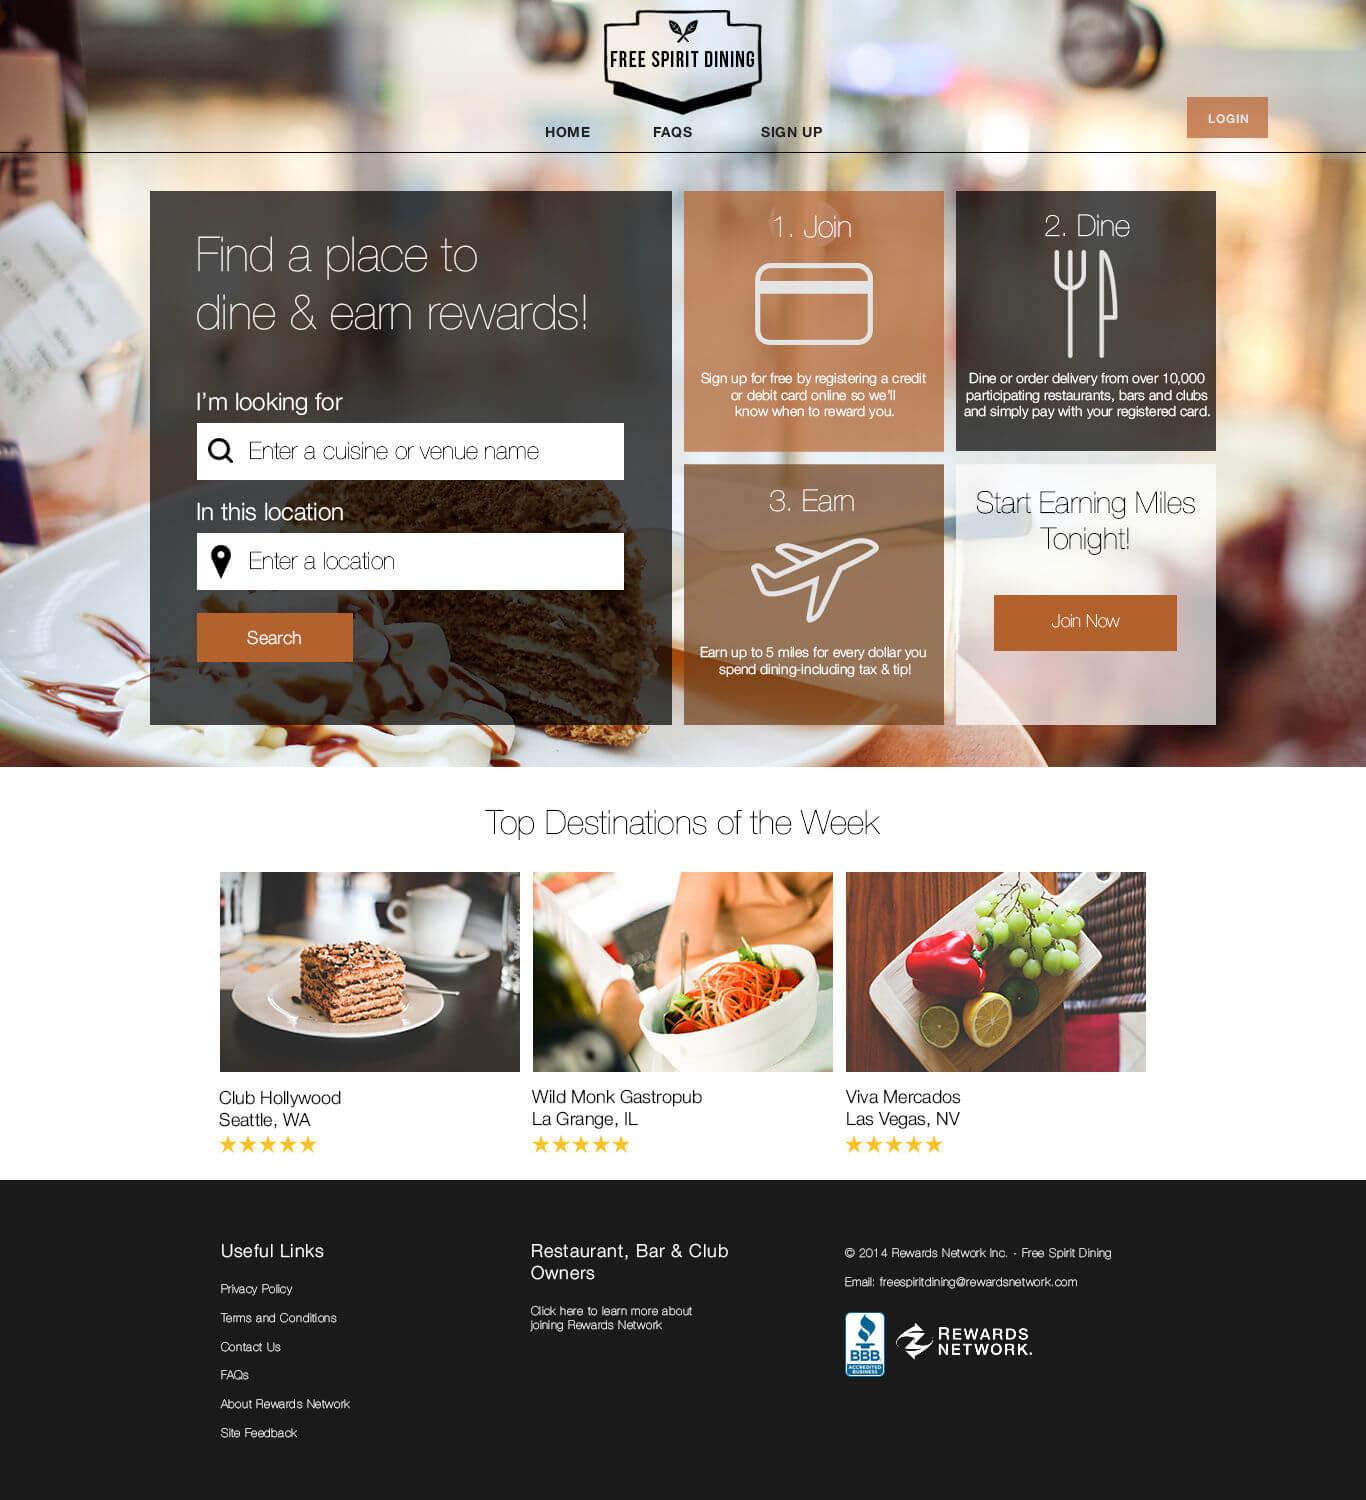 FREE SPIRIT DINING
HOME FAQS SIGN UP
LOGIN
Find a place to
dine & earn rewards!
I'm looking for
Enter a cuisine or venue name
In this location
Enter a location
Search
1. Join
Sign up for free by registering a credit
or debit card online so we'll
know when to reward you.
2. Dine
Dine or order delivery from over 10,000
participating restaurants, bars and clubs
and simply pay with your registered card.
3. Earn
Earn up to 5 miles for every dollar you
spend dining-including tax & tip!
Start Earning Miles
Tonight!
Join Now
Top Destinations of the Week
Club Hollywood
Seattle, WA
Wild Monk Gastropub
La Grange, IL
Viva Mercados
Las Vegas, NV
Useful Links
Privacy Policy
Terms and Conditions
Contact Us
FAQs
About Rewards Network
Site Feedback
Restaurant, Bar & Club
Owners
Click here to learn more about
joining Rewards Network
© 2014 Rewards Network Inc. - Free Spirit Dining
Email: freespiritdining@rewardsnetwork.com
BBB
ACCREDITED
BUSINESS
REWARDS
NETWORK.